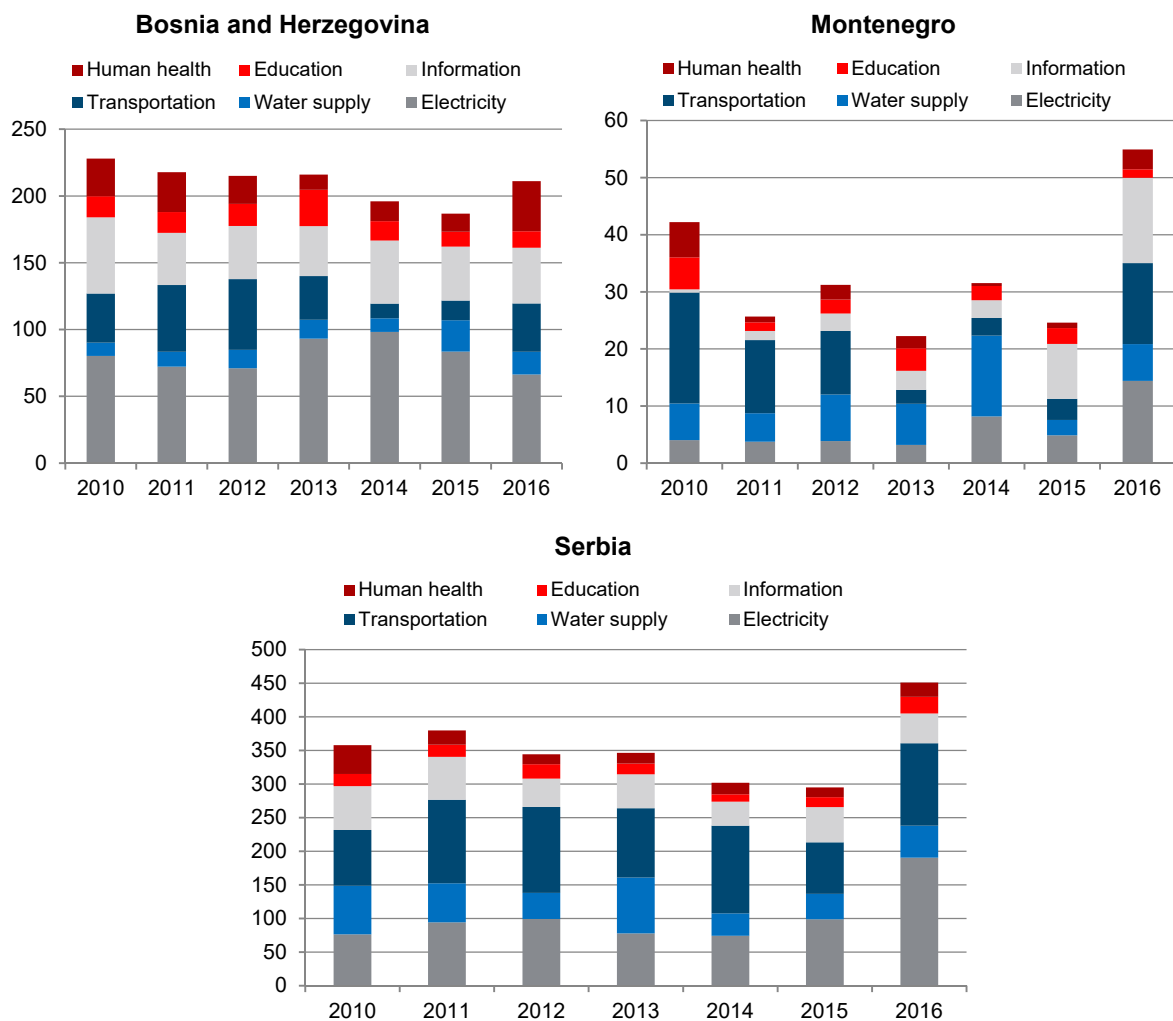 Bosnia and Herzegovina
Human health Education Information
Transportation Water supply Electricity
250
200
150
100
50
0
2010 2011 2012 2013 2014 2015 2016
Montenegro
Human health Education Information
Transportation Water supply Electricity
60
50
40
30
20
10
0
2010 2011 2012 2013 2014 2015 2016
Serbia
Human health Education Information
Transportation Water supply Electricity
500
450
400
350
300
250
200
150
100
50
0
2010 2011 2012 2013 2014 2015 2016